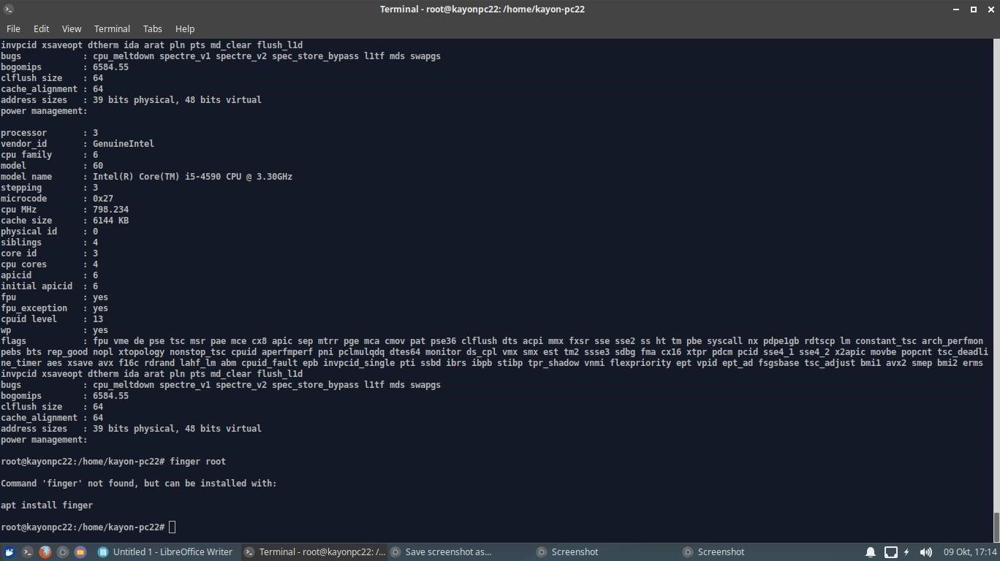 Terminal - root@kayonpc22: /home/kayon-pc22
File Edit View Terminal Tabs Help
invpcid xsaveopt dtherm ida arat pln pts md_clear flush_l1d
bugs : cpu_meltdown spectre_v1 spectre_v2 spec_store_bypass l1tf mds swapgs
bogomips : 6584.55
clflush size : 64
cache_alignment : 64
address sizes : 39 bits physical, 48 bits virtual
power management:
processor : 3
vendor_id : GenuineIntel
cpu family : 6
model : 60
model name : Intel(R) Core(TM) i5-4590 CPU @ 3.30GHz
stepping : 3
microcode : 0x27
cpu MHz : 798.234
cache size : 6144 KB
physical id : 0
siblings : 4
core id : 3
cpu cores : 4
apicid : 6
initial apicid : 6
fpu : yes
fpu_exception : yes
cpuid level : 13
wp : yes
flags : fpu vme de pse tsc msr pae mce cx8 apic sep mtrr pge mca cmov pat pse36 clflush dts acpi mmx fxsr sse sse2 ss ht tm pbe syscall nx pdpe1gb rdtscp lm constant_tsc arch_perfmon
pebs bts rep_good nopl xtopology nonstop_tsc cpuid aperfmperf pni pclmulqdq dtes64 monitor ds_cpl vmx smx est tm2 ssse3 sdbg fma cx16 xtpr pdcm pcid sse4_1 sse4_2 x2apic movbe popcnt tsc_deadli
ne_timer aes xsave avx f16c rdrand lahf_lm abm cpuid_fault epb invpcid_single pti ssbd ibrs ibpb stibp tpr_shadow vnmi flexpriority ept vpid ept_ad fsgsbase tsc_adjust bmi1 avx2 smep bmi2 erms
invpcid xsaveopt dtherm ida arat pln pts md_clear flush_l1d
bugs : cpu_meltdown spectre_v1 spectre_v2 spec_store_bypass l1tf mds swapgs
bogomips : 6584.55
clflush size : 64
cache_alignment : 64
address sizes : 39 bits physical, 48 bits virtual
power management:
root@kayonpc22:/home/kayon-pc22# finger root
Command 'finger' not found, but can be installed with:
apt install finger
root@kayonpc22:/home/kayon-pc22#
Untitled 1 - LibreOffice Writer Terminal - root@kayonpc22: /... Save screenshot as... Screenshot Screenshot 09 Okt, 17:14